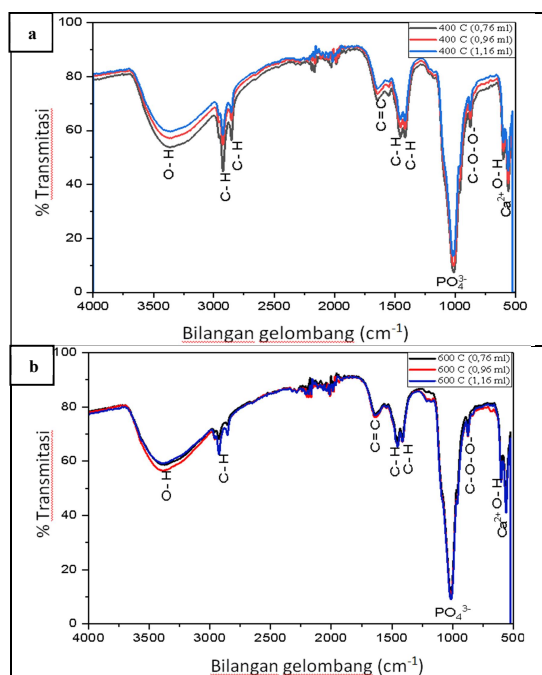 a
400 C (0,76 ml)
400 C (0,96 ml)
400 C (1,16 ml)
% Transmitasi
100
80
60
40
20
0
O-H
C-H
C-H
C=C
C-H
C-H
PO₄³⁻
C-O-O
O-H
Ca²⁺
4000 3500 3000 2500 2000 1500 1000 500
Bilangan gelombang (cm⁻¹)
b
600 C (0,76 ml)
600 C (0,96 ml)
600 C (1,16 ml)
% Transmitasi
100
80
60
40
20
0
O-H
C-H
C=C
C-H
C-H
PO₄³⁻
C-O-O
O-H
Ca²⁺
4000 3500 3000 2500 2000 1500 1000 500
Bilangan gelombang (cm⁻¹)